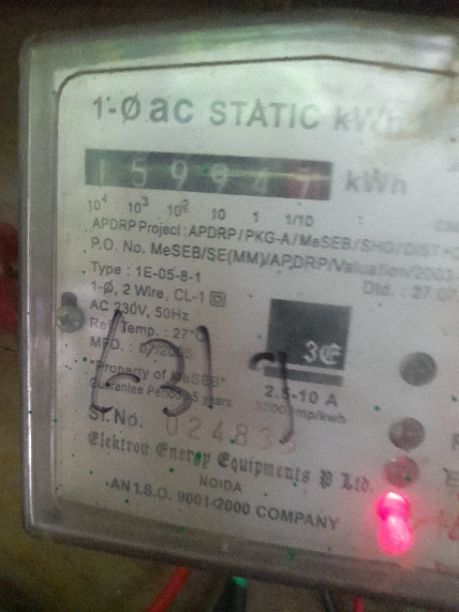 1-Ø ac STATIC kWh
1 5 9 9 4 7 kWh
10⁴ 10³ 10² 10 1 1/10
APDRP Project : APDRP / PKG-A / MeSEB / SHG / DIST
P.O. No. MeSEB/SE(MM)/APDRP/Valuation/2003-
Dtd. : 27.07
Type : 1E-05-8-1
1-Ø, 2 Wire, CL-1
AC 230V, 50Hz
Ref. Temp. : 27°C
MFD. :
"Property of MeSEB"
Guarantee Period : 5 years
2.5-10 A
imp/kwh
Sl.No. 02483
Elektron Energy Equipments P Ltd.
NOIDA
AN I.S.O. 9001:2000 COMPANY